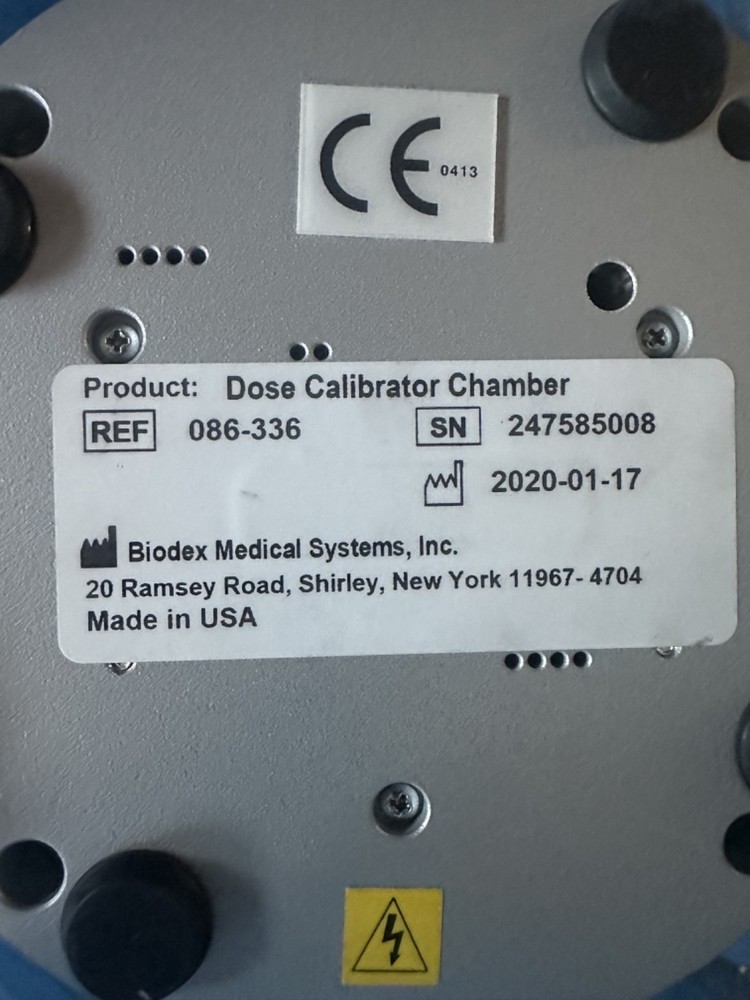 CE 0413
Product: Dose Calibrator Chamber
REF 086-336 SN 247585008
2020-01-17
Biodex Medical Systems, Inc.
20 Ramsey Road, Shirley, New York 11967- 4704
Made in USA